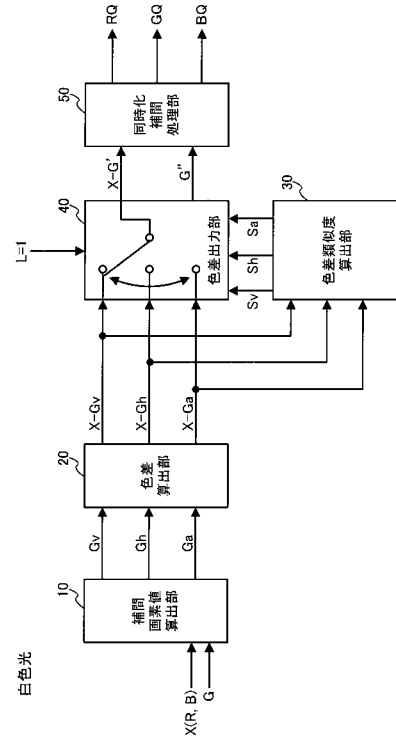 白色光
X(R, B)
G
10
補間
画素値
算出部
Gv
Gh
Ga
20
色差
算出部
X-Gv
X-Gh
X-Ga
L=1
40
色差出力部
Sv
Sh
Sa
30
色差類似度
算出部
X-G'
G"
50
同時化
補間
処理部
RQ
GQ
BQ